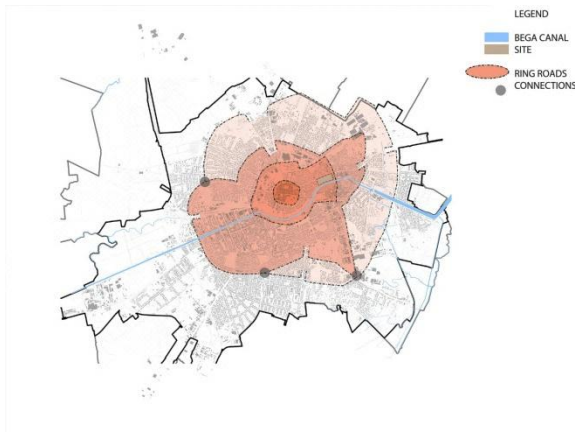 LEGEND
BEGA CANAL
SITE
RING ROADS
CONNECTIONS